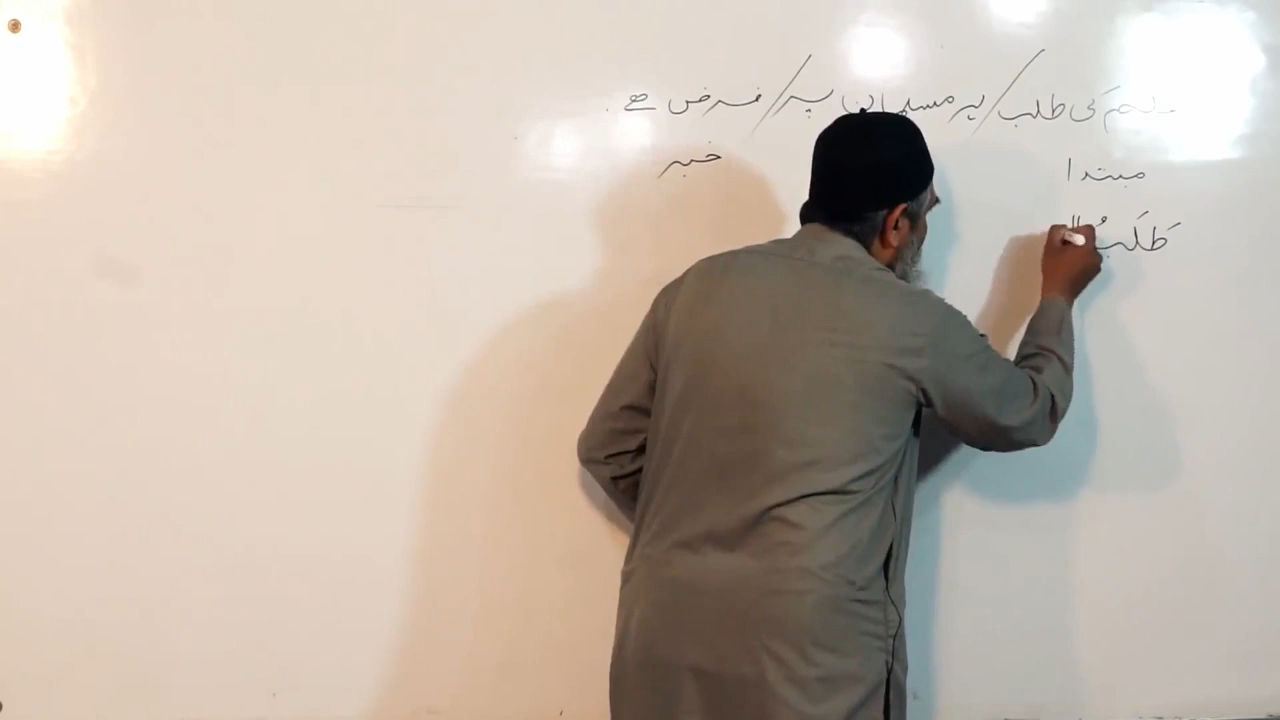 علم کی طلب / ہر مسلمان پر / فرض ہے۔
مبتدا خبر
طَلَبُ